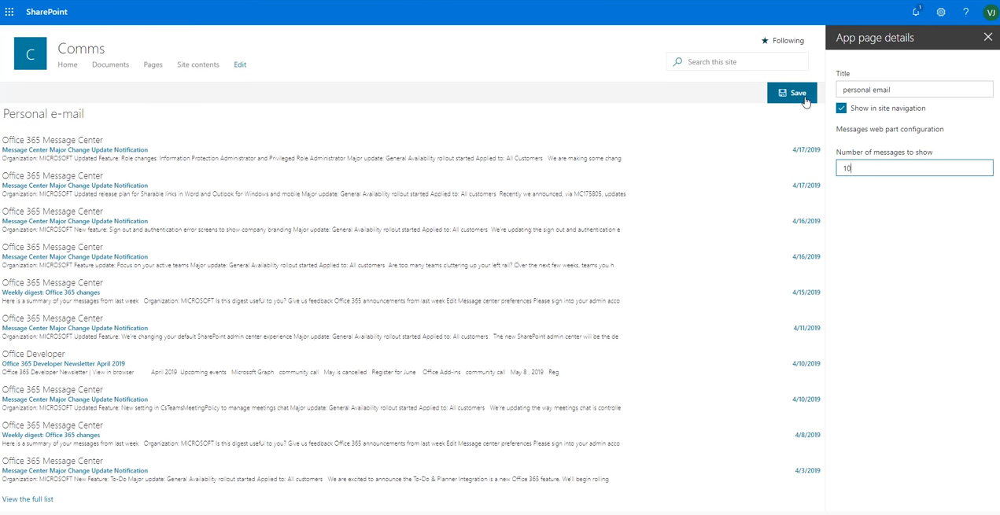 SharePoint
1
?
VJ
C
Comms
Home Documents Pages Site contents Edit
Following
Search this site
Save
Personal e-mail
Office 365 Message Center
Message Center Major Change Update Notification 4/17/2019
Organization: MICROSOFT Updated Feature: Role changes: Information Protection Administrator and Privileged Role Administrator Major update: General Availability rollout started Applied to: All Customers We are making some chang
Office 365 Message Center
Message Center Major Change Update Notification 4/17/2019
Organization: MICROSOFT Updated release plan for Sharable links in Word and Outlook for Windows and mobile Major update: General Availability rollout started Applied to: All customers Recently we announced, via MC175805, updates
Office 365 Message Center
Message Center Major Change Update Notification 4/16/2019
Organization: MICROSOFT New feature: Sign out and authentication error screens to show company branding Major update: General Availability rollout started Applied to: All customers We're updating the sign out and authentication e
Office 365 Message Center
Message Center Major Change Update Notification 4/16/2019
Organization: MICROSOFT Feature update: Focus on your active teams Major update: General Availability rollout started Applied to: All customers Are too many teams cluttering up your left rail? Over the next few weeks, teams you h
Office 365 Message Center
Weekly digest: Office 365 changes 4/15/2019
Here is a summary of your messages from last week Organization: MICROSOFT Is this digest useful to you? Give us feedback Office 365 announcements from last week Edit Message center preferences Please sign into your admin acco
Office 365 Message Center
Message Center Major Change Update Notification 4/11/2019
Organization: MICROSOFT Updated Feature: We're changing your default SharePoint admin center experience Major update: General Availability rollout started Applied to: All customers The new SharePoint admin center will be the de
Office Developer
Office 365 Developer Newsletter April 2019 4/10/2019
Office 365 Developer Newsletter | View in browser April 2019 Upcoming events Microsoft Graph community call May is cancelled Register for June Office Add-ins community call May 8, 2019 Reg
Office 365 Message Center
Message Center Major Change Update Notification 4/10/2019
Organization: MICROSOFT Updated Feature: New setting in CsTeamsMeetingPolicy to manage meetings chat Major update: General Availability rollout started Applied to: All customers We're updating the way meetings chat is controlle
Office 365 Message Center
Weekly digest: Office 365 changes 4/8/2019
Here is a summary of your messages from last week Organization: MICROSOFT Is this digest useful to you? Give us feedback Office 365 announcements from last week Edit Message center preferences Please sign into your admin acco
Office 365 Message Center
Message Center Major Change Update Notification 4/3/2019
Organization: MICROSOFT New Feature: To-Do Major update: General Availability rollout started Applied to: All customers We are excited to announce the To-Do & Planner Integration is a new Office 365 feature. We'll begin rolling
View the full list
App page details
Title
personal email
Show in site navigation
Messages web part configuration
Number of messages to show
10